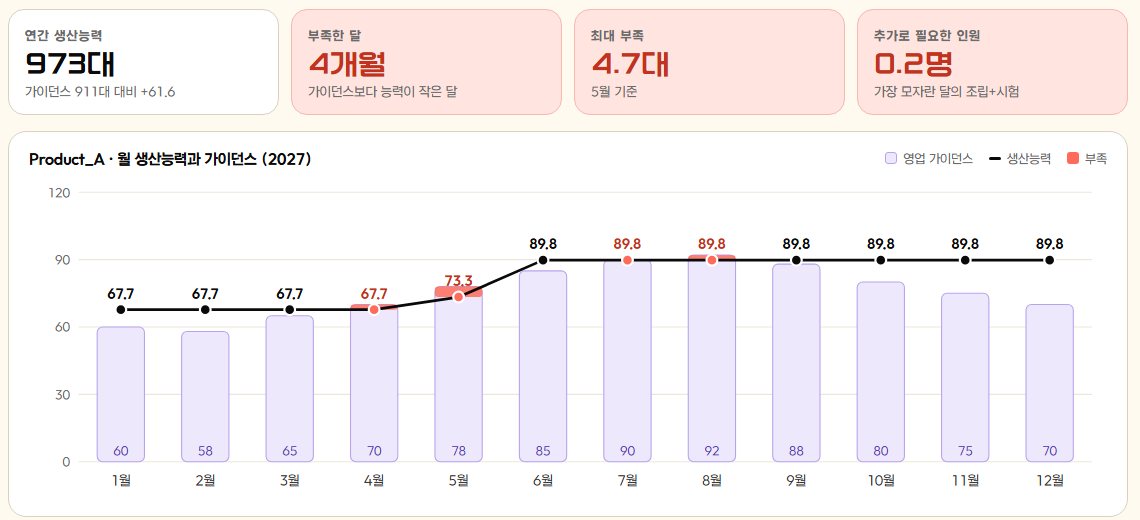 연간 생산능력
973대
가이던스 911대 대비 +61.6
부족한 달
4개월
가이던스보다 능력이 작은 달
최대 부족
4.7대
5월 기준
추가로 필요한 인원
0.2명
가장 모자란 달의 조립+시험
Product_A · 월 생산능력과 가이던스 (2027)
영업 가이던스
생산능력
부족
120
90
60
30
0
67.7
67.7
67.7
67.7
73.3
89.8
89.8
89.8
89.8
89.8
89.8
89.8
60
58
65
70
78
85
90
92
88
80
75
70
1월
2월
3월
4월
5월
6월
7월
8월
9월
10월
11월
12월